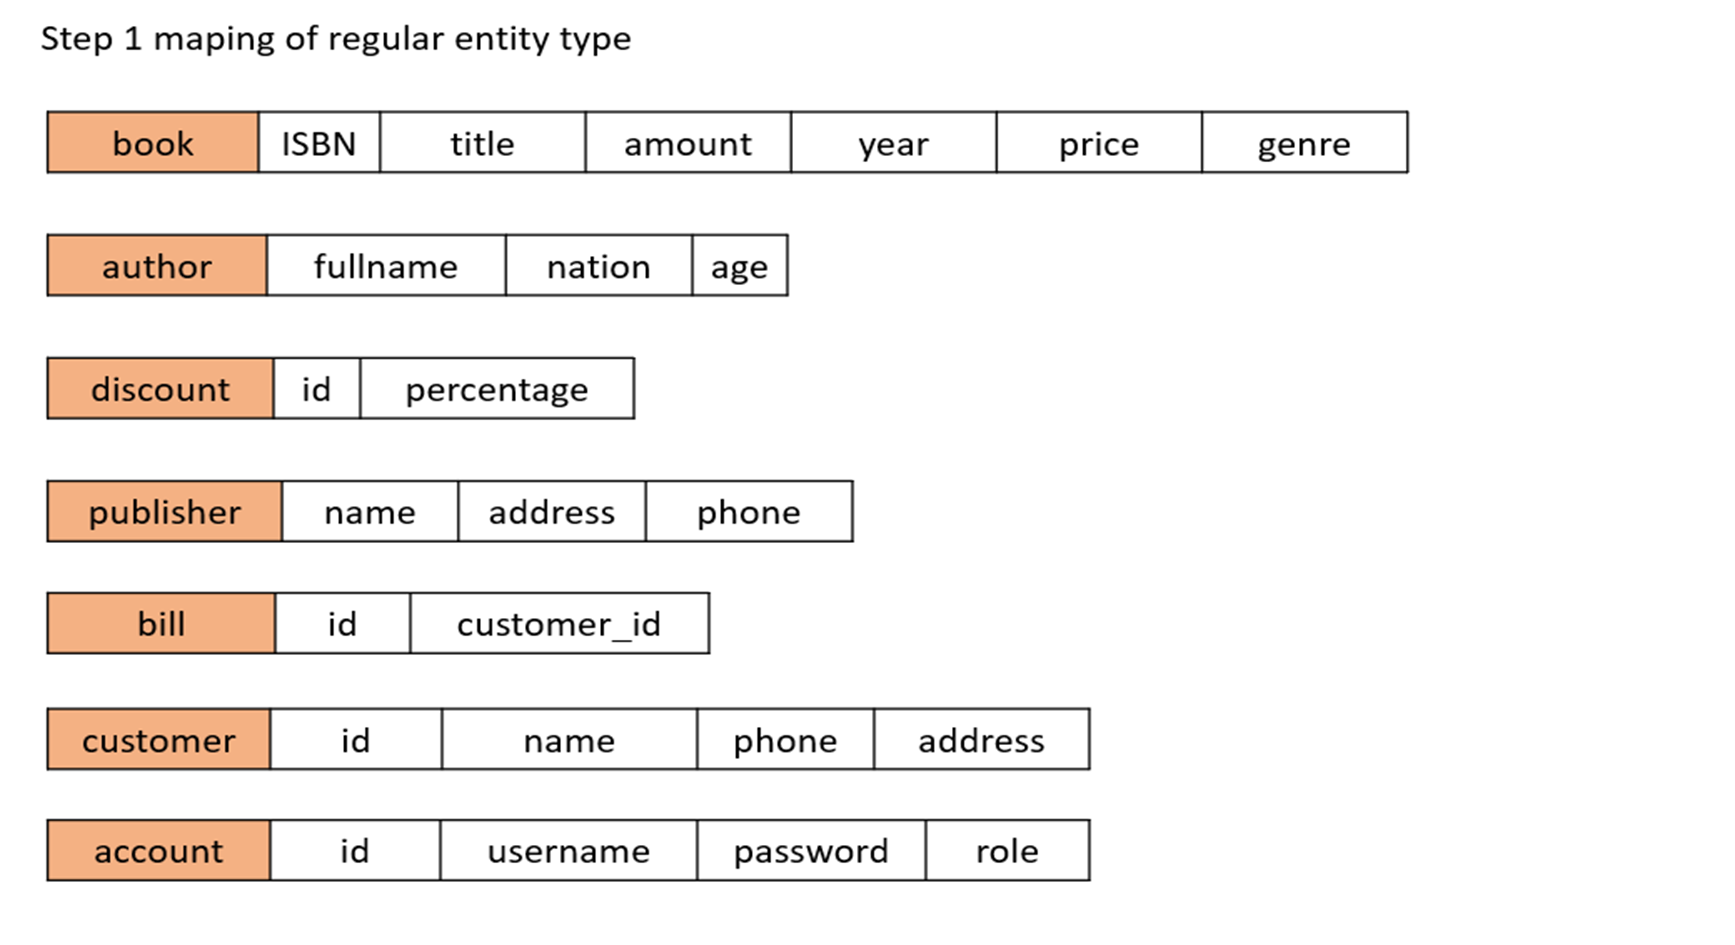 Step 1 maping of regular entity type
book ISBN title amount year price genre
author fullname nation age
discount id percentage
publisher name address phone
bill id customer_id
customer id name phone address
account id username password role